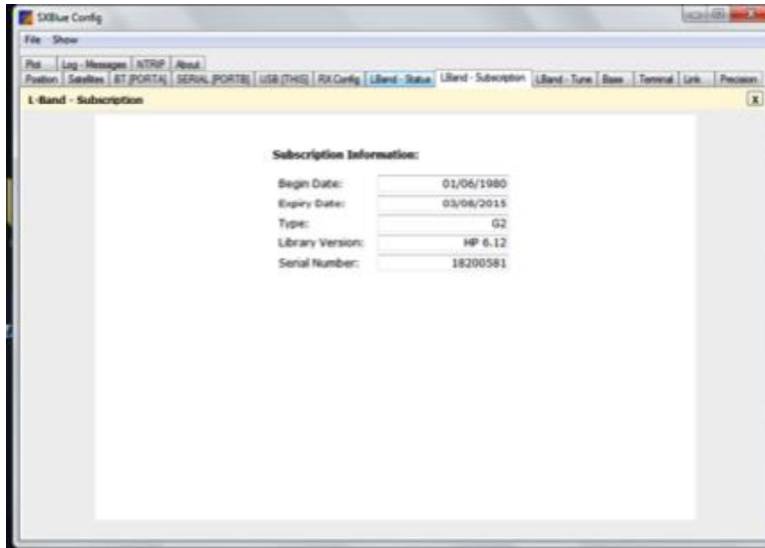 SXBlue Config
File Show
Plot Log - Messages NTRIP About
Position Satellites BT [PORTA] SERIAL [PORTB] USB [THIS] RX Config LBand - Status LBand - Subscription LBand - Tune Base Terminal Link Precision
L-Band - Subscription x
Subscription Information:
Begin Date: 01/06/1980
Expiry Date: 03/08/2015
Type: G2
Library Version: HP 6.12
Serial Number: 18200581